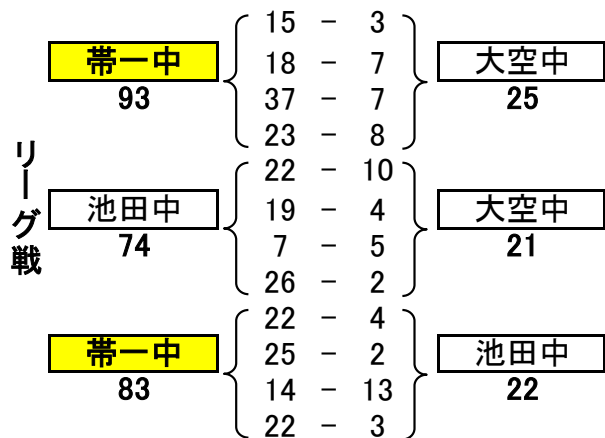 リーグ戦
15 － 3
帯一中 18 － 7 大空中
93 37 － 7 25
23 － 8
22 － 10
池田中 19 － 4 大空中
74 7 － 5 21
26 － 2
22 － 4
帯一中 25 － 2 池田中
83 14 － 13 22
22 － 3